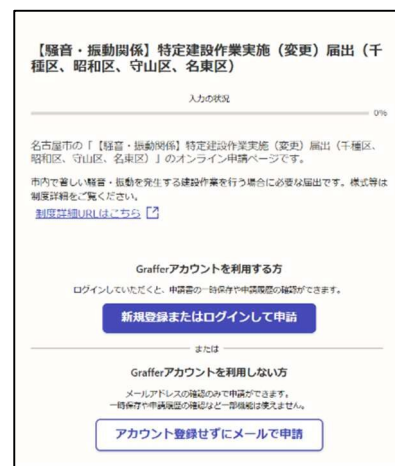 【騒音・振動関係】特定建設作業実施（変更）届出（千
種区、昭和区、守山区、名東区）
入力の状況
0%
名古屋市の「【騒音・振動関係】特定建設作業実施（変更）届出（千種区、
昭和区、守山区、名東区）」のオンライン申請ページです。
市内で著しい騒音・振動を発生する建設作業を行う場合に必要な届出です。様式等は
制度詳細をご覧ください。
制度詳細URLはこちら
Grafferアカウントを利用する方
ログインしていただくと、申請書の一時保存や申請履歴の確認ができます。
新規登録またはログインして申請
または
Grafferアカウントを利用しない方
メールアドレスの確認のみで申請ができます。
一時保存や申請履歴の確認など一部機能は使えません。
アカウント登録せずにメールで申請